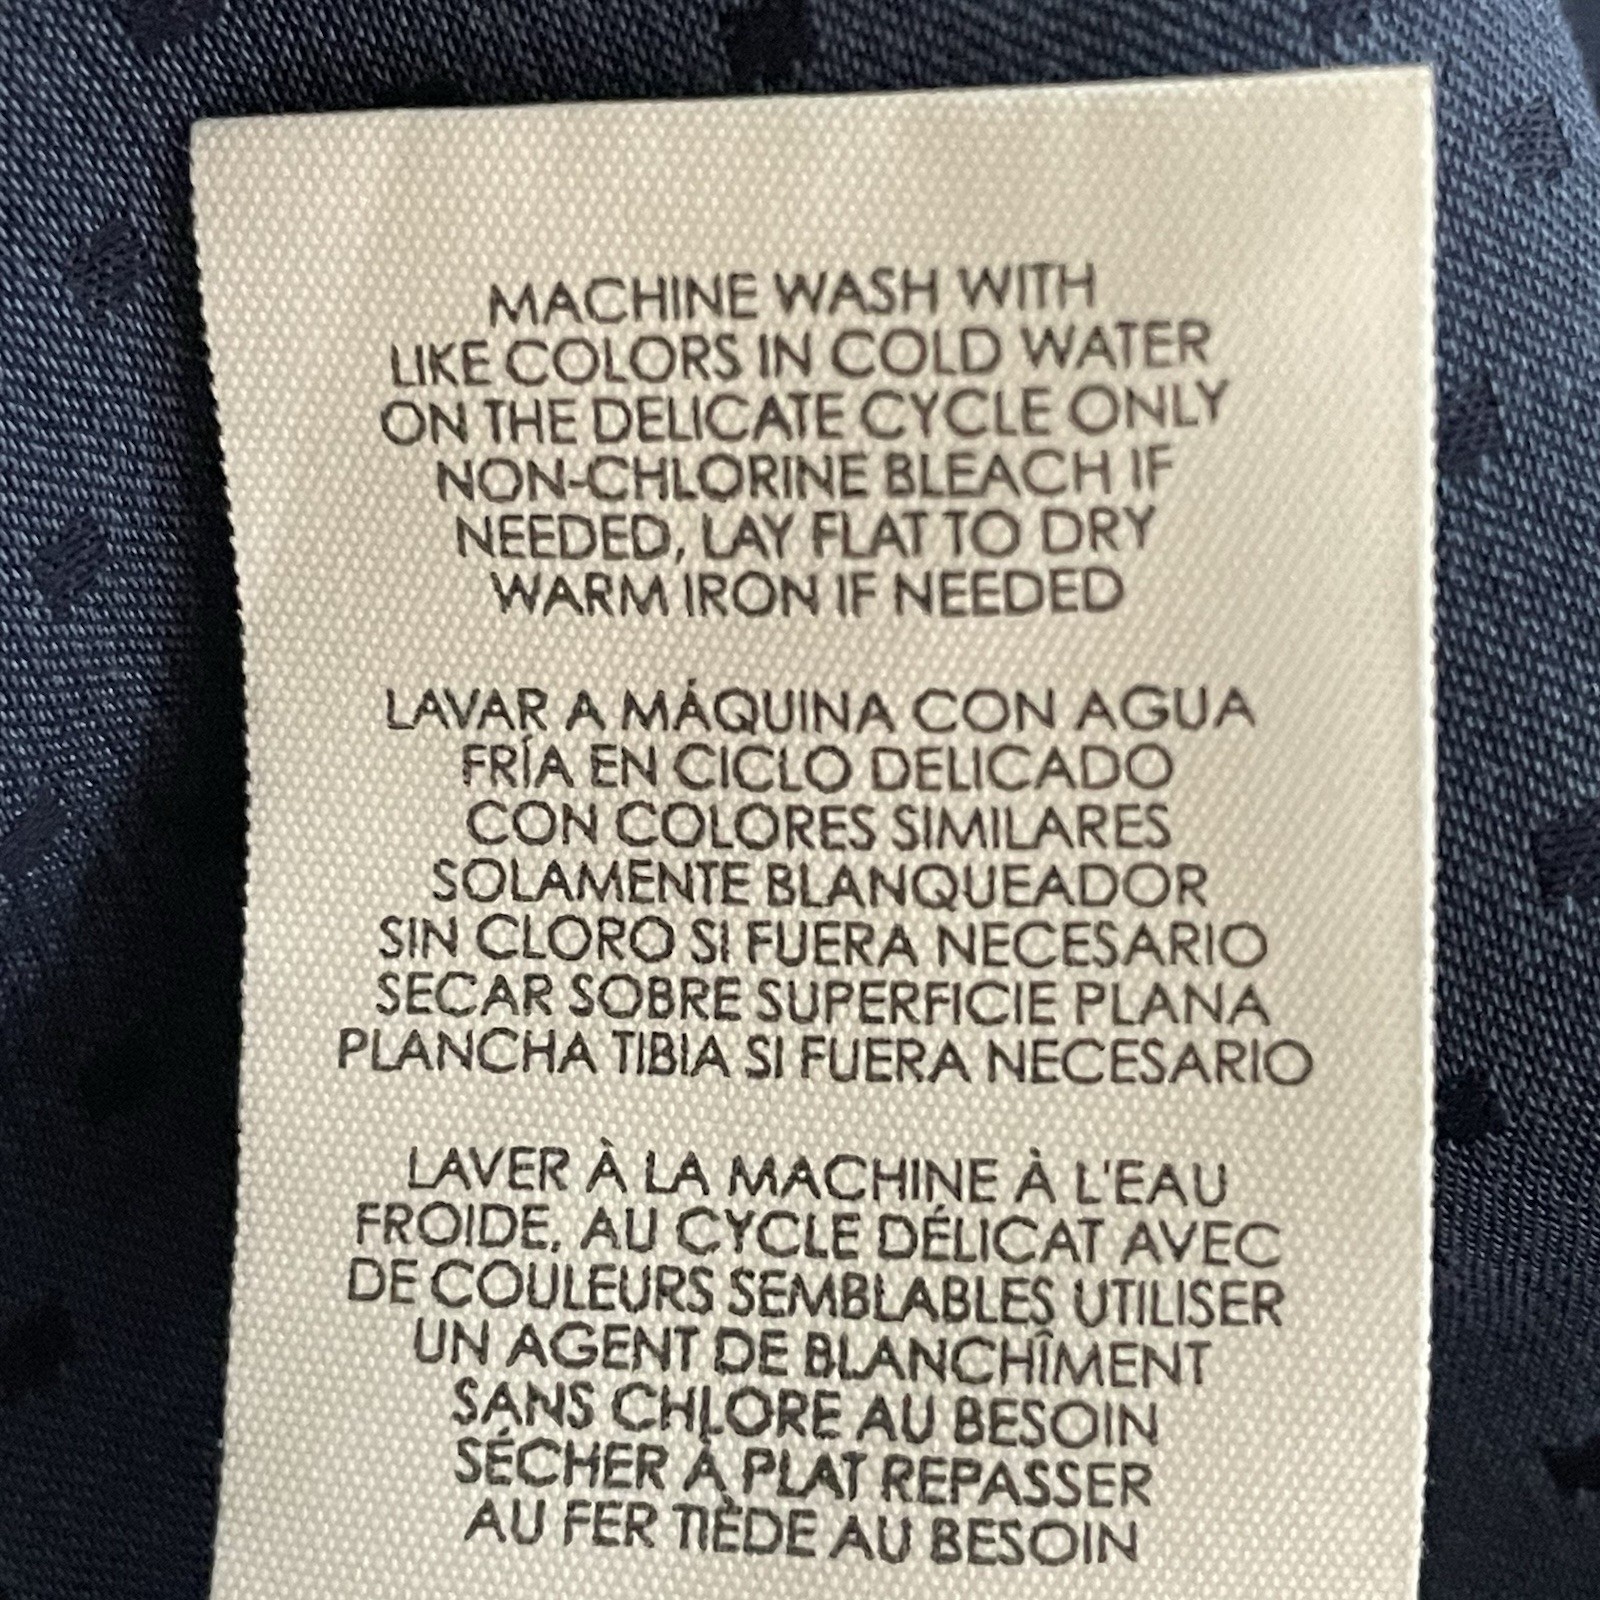 MACHINE WASH WITH
LIKE COLORS IN COLD WATER
ON THE DELICATE CYCLE ONLY
NON-CHLORINE BLEACH IF
NEEDED, LAY FLAT TO DRY
WARM IRON IF NEEDED
LAVAR A MÁQUINA CON AGUA
FRÍA EN CICLO DELICADO
CON COLORES SIMILARES
SOLAMENTE BLANQUEADOR
SIN CLORO SI FUERA NECESARIO
SECAR SOBRE SUPERFICIE PLANA
PLANCHA TIBIA SI FUERA NECESARIO
LAVER À LA MACHINE À L'EAU
FROIDE, AU CYCLE DÉLICAT AVEC
DE COULEURS SEMBLABLES UTILISER
UN AGENT DE BLANCHÎMENT
SANS CHLORE AU BESOIN
SÉCHER À PLAT REPASSER
AU FER TIÈDE AU BESOIN